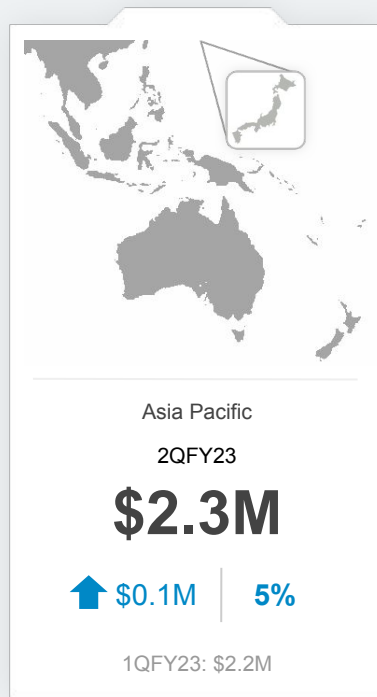 Asia Pacific
2QFY23
$2.3M
$0.1M 5%
1QFY23: $2.2M